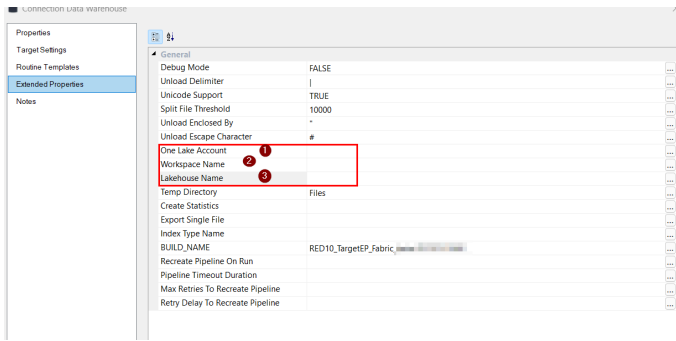 Connection Data Warehouse
Properties
Target Settings
Routine Templates
Extended Properties
Notes
General
Debug Mode FALSE ...
Unload Delimiter | ...
Unicode Support TRUE ...
Split File Threshold 10000 ...
Unload Enclosed By " ...
Unload Escape Character # ...
One Lake Account 1 ...
Workspace Name 2 ...
Lakehouse Name 3 ...
Temp Directory Files ...
Create Statistics ...
Export Single File ...
Index Type Name ...
BUILD_NAME RED10_TargetEP_Fabric_ ...
Recreate Pipeline On Run ...
Pipeline Timeout Duration ...
Max Retries To Recreate Pipeline ...
Retry Delay To Recreate Pipeline ...